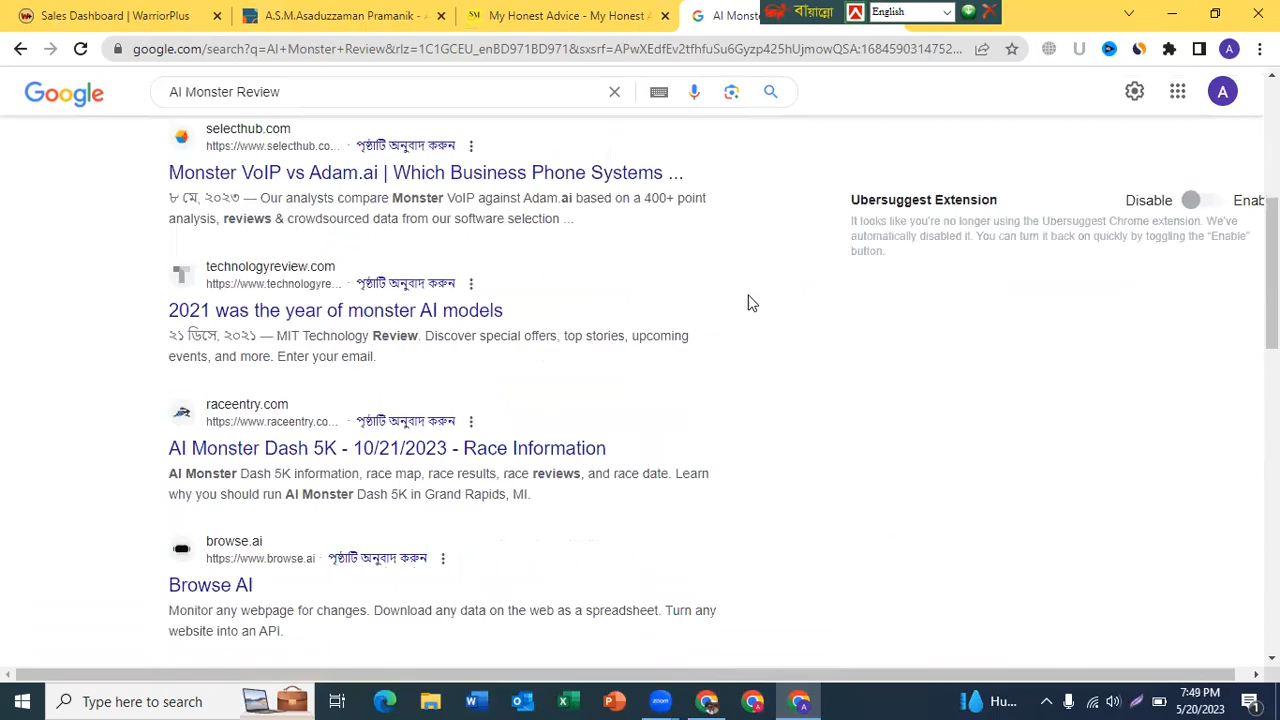 Sales Funnel | W
A.S.M Asaduzzaman Pramanik -
My Honest Advice - My Honest
AI Monst
বায়ান্নো
English
google.com/search?q=AI+Monster+Review&rlz=1C1GCEU_enBD971BD971&sxsrf=APwXEdfEv2tfhfuSu6Gyzp425hUjmowQSA:1684590314752...
A
Google
AI Monster Review
A
selecthub.com
https://www.selecthub.co... · পৃষ্ঠাটি অনুবাদ করুন
Monster VoIP vs Adam.ai | Which Business Phone Systems ...
৮ মে, ২০২৩ — Our analysts compare Monster VoIP against Adam.ai based on a 400+ point
analysis, reviews & crowdsourced data from our software selection ...
Ubersuggest Extension
Disable
Enab
It looks like you're no longer using the Ubersuggest Chrome extension. We've
automatically disabled it. You can turn it back on quickly by toggling the "Enable"
button.
technologyreview.com
https://www.technologyre... · পৃষ্ঠাটি অনুবাদ করুন
2021 was the year of monster AI models
২১ ডিসে, ২০২১ — MIT Technology Review. Discover special offers, top stories, upcoming
events, and more. Enter your email.
raceentry.com
https://www.raceentry.co... · পৃষ্ঠাটি অনুবাদ করুন
AI Monster Dash 5K - 10/21/2023 - Race Information
AI Monster Dash 5K information, race map, race results, race reviews, and race date. Learn
why you should run AI Monster Dash 5K in Grand Rapids, MI.
browse.ai
https://www.browse.ai · পৃষ্ঠাটি অনুবাদ করুন
Browse AI
Monitor any webpage for changes. Download any data on the web as a spreadsheet. Turn any
website into an API.
Type here to search
zoom
Hu...
7:49 PM
5/20/2023